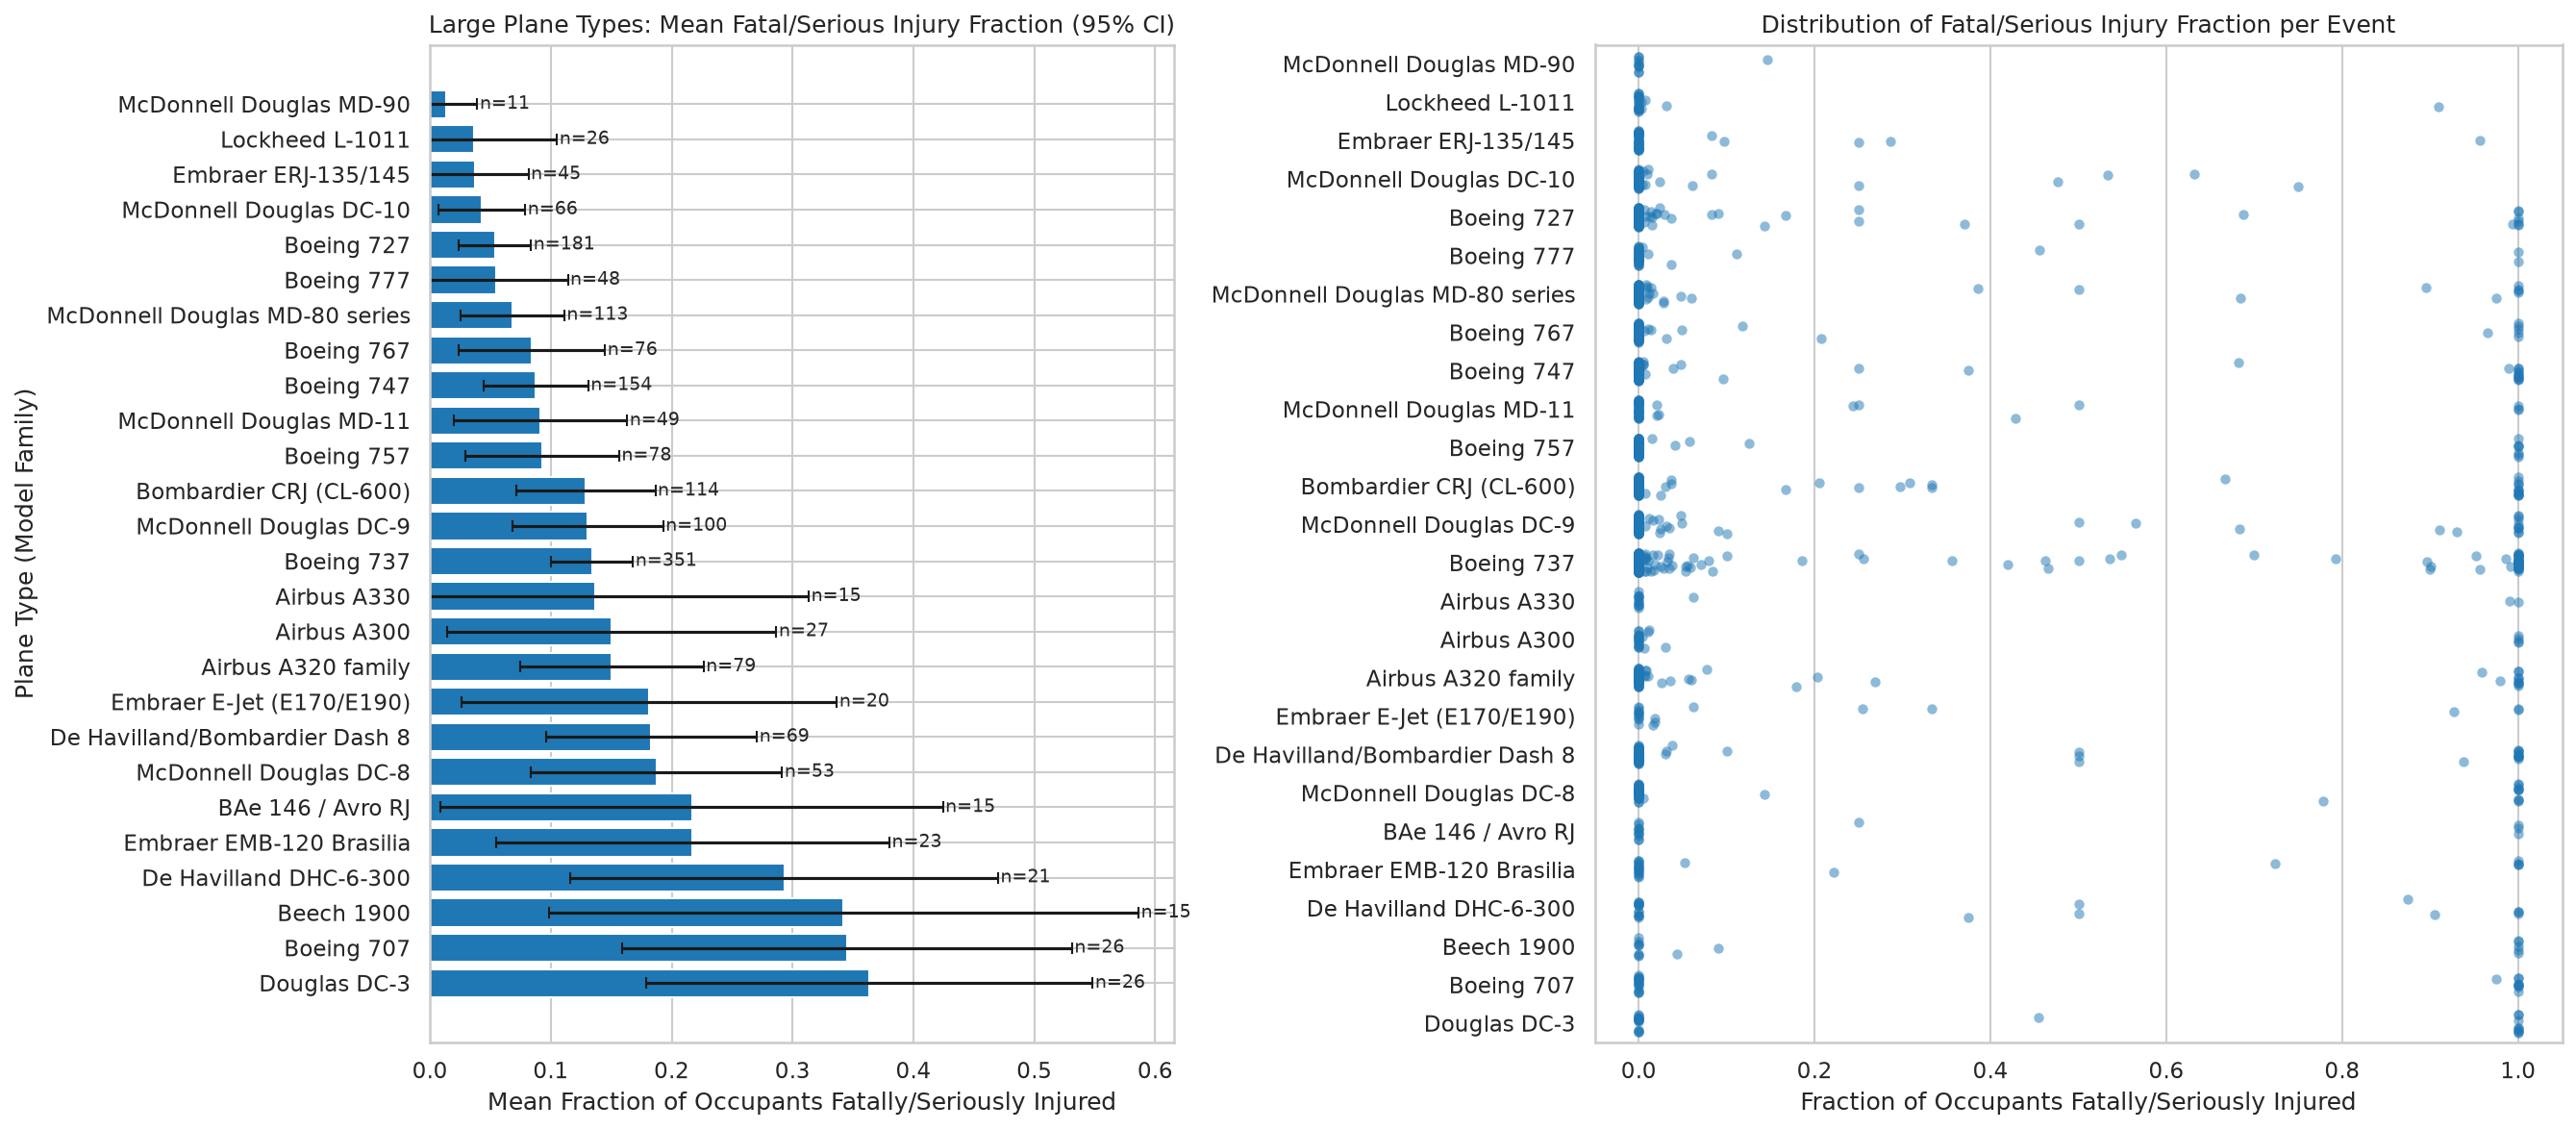 Large Plane Types: Mean Fatal/Serious Injury Fraction (95% CI)
Plane Type (Model Family)
McDonnell Douglas MD-90
n=11
Lockheed L-1011
n=26
Embraer ERJ-135/145
n=45
McDonnell Douglas DC-10
n=66
Boeing 727
n=181
Boeing 777
n=48
McDonnell Douglas MD-80 series
n=113
Boeing 767
n=76
Boeing 747
n=154
McDonnell Douglas MD-11
n=49
Boeing 757
n=78
Bombardier CRJ (CL-600)
n=114
McDonnell Douglas DC-9
n=100
Boeing 737
n=351
Airbus A330
n=15
Airbus A300
n=27
Airbus A320 family
n=79
Embraer E-Jet (E170/E190)
n=20
De Havilland/Bombardier Dash 8
n=69
McDonnell Douglas DC-8
n=53
BAe 146 / Avro RJ
n=15
Embraer EMB-120 Brasilia
n=23
De Havilland DHC-6-300
n=21
Beech 1900
n=15
Boeing 707
n=26
Douglas DC-3
n=26
0.0 0.1 0.2 0.3 0.4 0.5 0.6
Mean Fraction of Occupants Fatally/Seriously Injured
Distribution of Fatal/Serious Injury Fraction per Event
McDonnell Douglas MD-90
Lockheed L-1011
Embraer ERJ-135/145
McDonnell Douglas DC-10
Boeing 727
Boeing 777
McDonnell Douglas MD-80 series
Boeing 767
Boeing 747
McDonnell Douglas MD-11
Boeing 757
Bombardier CRJ (CL-600)
McDonnell Douglas DC-9
Boeing 737
Airbus A330
Airbus A300
Airbus A320 family
Embraer E-Jet (E170/E190)
De Havilland/Bombardier Dash 8
McDonnell Douglas DC-8
BAe 146 / Avro RJ
Embraer EMB-120 Brasilia
De Havilland DHC-6-300
Beech 1900
Boeing 707
Douglas DC-3
0.0 0.2 0.4 0.6 0.8 1.0
Fraction of Occupants Fatally/Seriously Injured